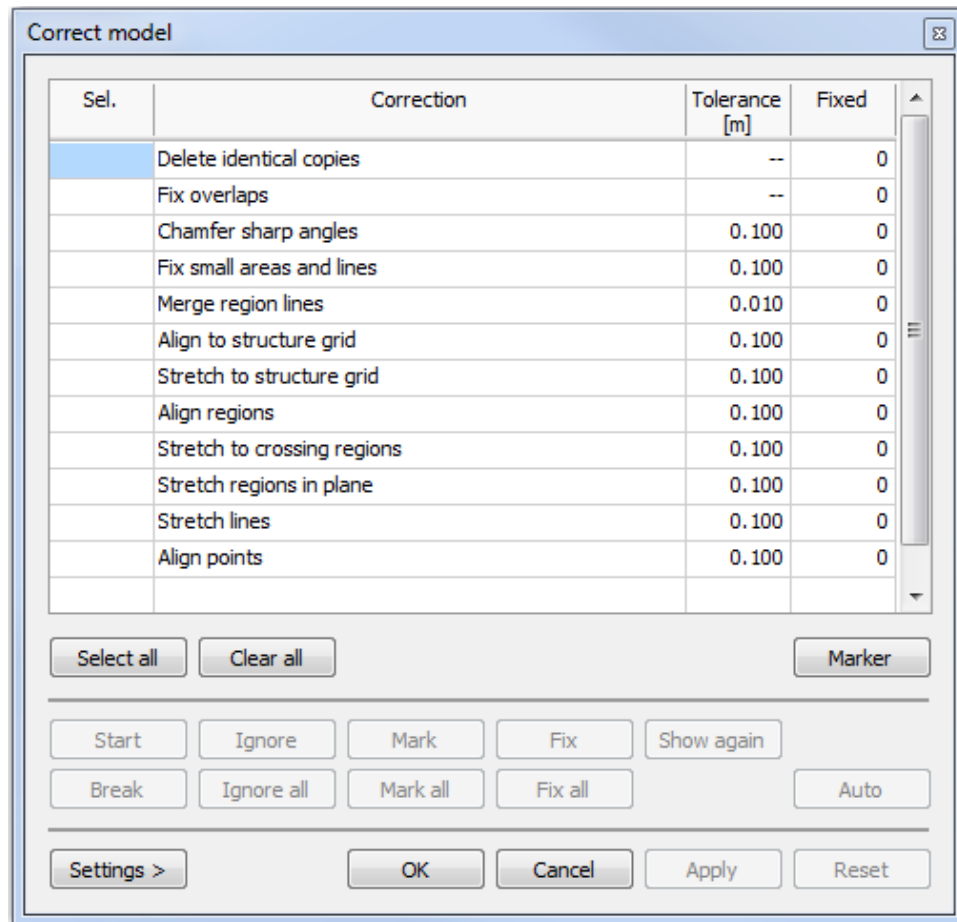 Correct model
Sel. Correction Tolerance [m] Fixed
Delete identical copies -- 0
Fix overlaps -- 0
Chamfer sharp angles 0.100 0
Fix small areas and lines 0.100 0
Merge region lines 0.010 0
Align to structure grid 0.100 0
Stretch to structure grid 0.100 0
Align regions 0.100 0
Stretch to crossing regions 0.100 0
Stretch regions in plane 0.100 0
Stretch lines 0.100 0
Align points 0.100 0
Select all Clear all Marker
Start Ignore Mark Fix Show again
Break Ignore all Mark all Fix all Auto
Settings > OK Cancel Apply Reset